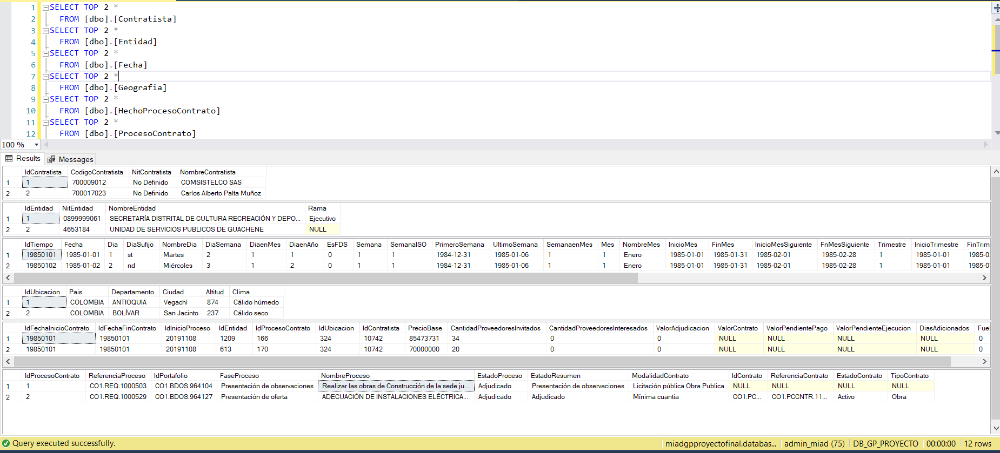 1 SELECT TOP 2 *
2 FROM [dbo].[Contratista]
3 SELECT TOP 2 *
4 FROM [dbo].[Entidad]
5 SELECT TOP 2 *
6 FROM [dbo].[Fecha]
7 SELECT TOP 2 *
8 FROM [dbo].[Geografia]
9 SELECT TOP 2 *
10 FROM [dbo].[HechoProcesoContrato]
11 SELECT TOP 2 *
12 FROM [dbo].[ProcesoContrato]
100 %
Results Messages
IdContratista CodigoContratista NitContratista NombreContratista
1 1 700009012 No Definido COMSISTELCO SAS
2 2 700017023 No Definido Carlos Alberto Palta Muñoz
IdEntidad NitEntidad NombreEntidad Rama
1 1 0899999061 SECRETARÍA DISTRITAL DE CULTURA RECREACIÓN Y DEPO... Ejecutivo
2 2 4653184 UNIDAD DE SERVICIOS PUBLICOS DE GUACHENE NULL
IdTiempo Fecha Dia DiaSufijo NombreDia DiaSemana DiaenMes DiaenAño EsFDS Semana SemanaISO PrimeroSemana UltimoSemana SemanaenMes Mes NombreMes InicioMes FinMes InicioMesSiguiente FnMesSiguiente Trimestre InicioTrimestre FinTrim
1 19850101 1985-01-01 1 st Martes 2 1 1 0 1 1 1984-12-31 1985-01-06 1 1 Enero 1985-01-01 1985-01-31 1985-02-01 1985-02-28 1 1985-01-01 1985-0
2 19850102 1985-01-02 2 nd Miércoles 3 1 2 0 1 1 1984-12-31 1985-01-06 1 1 Enero 1985-01-01 1985-01-31 1985-02-01 1985-02-28 1 1985-01-01 1985-0
IdUbicacion Pais Departamento Ciudad Altitud Clima
1 1 COLOMBIA ANTIOQUIA Vegachí 874 Cálido húmedo
2 2 COLOMBIA BOLÍVAR San Jacinto 237 Cálido seco
IdFechaInicioContrato IdFechaFinContrato IdInicioProceso IdEntidad IdProcesoContrato IdUbicacion IdContratista PrecioBase CantidadProveedoresInvitados CantidadProveedoresInteresados ValorAdjudicacion ValorContrato ValorPendientePago ValorPendienteEjecucion DiasAdicionados Fue
1 19850101 19850101 20191108 1209 166 324 10742 85473731 34 0 0 NULL NULL NULL NULL 0
2 19850101 19850101 20191108 613 170 324 10742 70000000 20 0 0 NULL NULL NULL NULL 0
IdProcesoContrato ReferenciaProceso IdPortafolio FaseProceso NombreProceso EstadoProceso EstadoResumen ModalidadContrato IdContrato ReferenciaContrato EstadoContrato TipoContrato
1 1 CO1.REQ.1000503 CO1.BDOS.964104 Presentación de observaciones Realizar las obras de Construcción de la sede ju... Adjudicado Presentación de observaciones Licitación pública Obra Publica NULL NULL NULL NULL
2 2 CO1.REQ.1000529 CO1.BDOS.964127 Presentación de oferta ADECUACIÓN DE INSTALACIONES ELÉCTRICA... Adjudicado Adjudicado Mínima cuantía CO1.PC... CO1.PCCNTR.11... Activo Obra
Query executed successfully. miadgpproyectofinal.databas... admin_miad (75) DB_GP_PROYECTO 00:00:00 12 rows